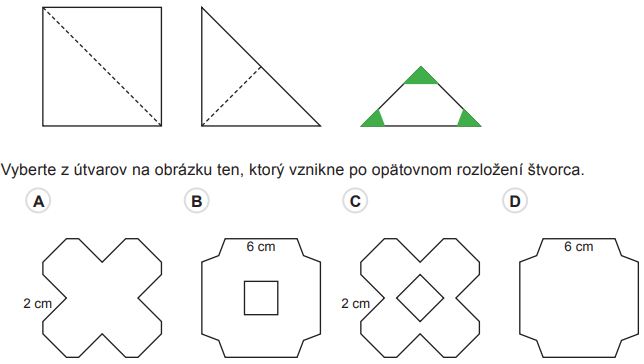 Vyberte z útvarov na obrázku ten, ktorý vznikne po opätovnom rozložení štvorca.
A B C D
6 cm 6 cm
2 cm 2 cm